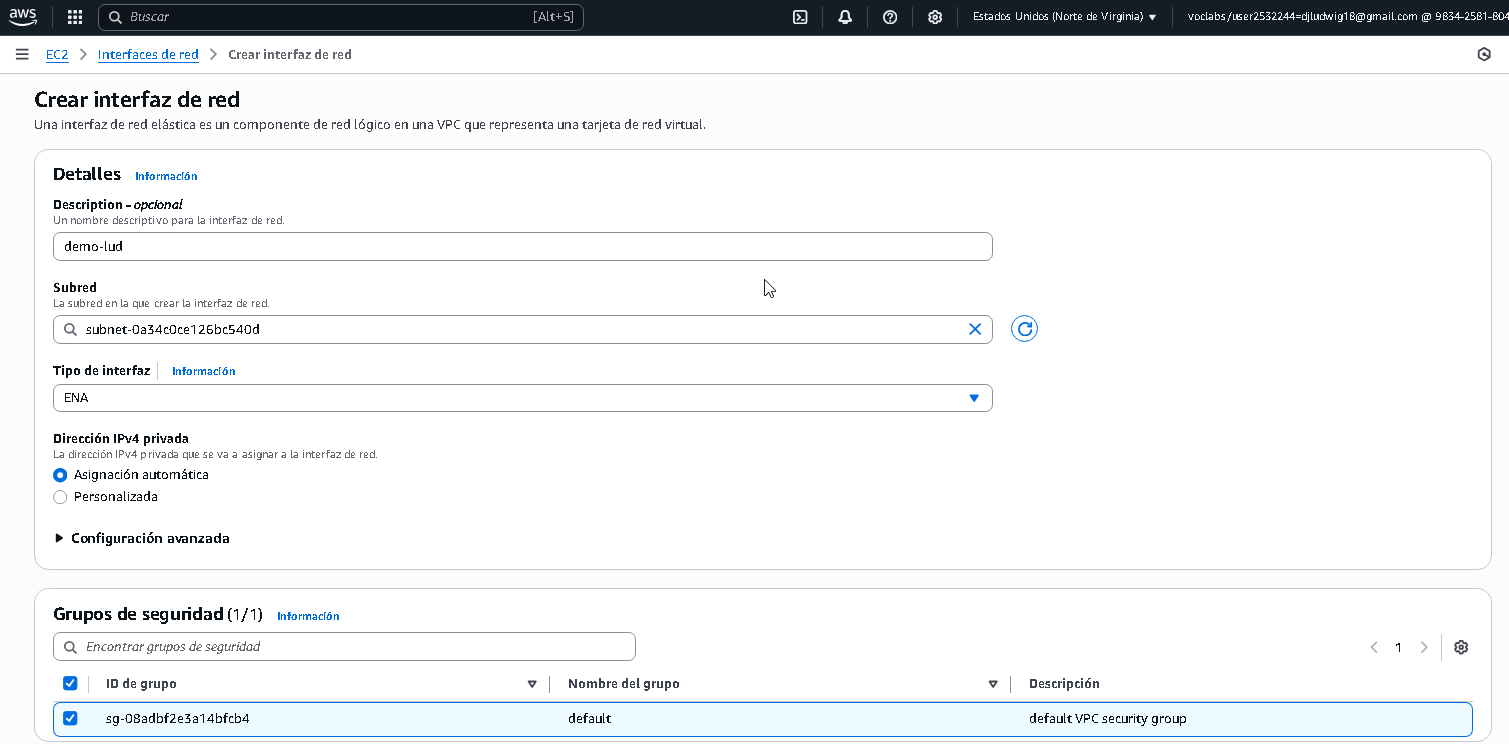 aws
Buscar [Alt+S] Estados Unidos (Norte de Virginia) voclabs/user2532244=djludwig18@gmail.com @ 9834-2581-804
EC2 Interfaces de red Crear interfaz de red
Crear interfaz de red
Una interfaz de red elástica es un componente de red lógico en una VPC que representa una tarjeta de red virtual.
Detalles Información
Description - opcional
Un nombre descriptivo para la interfaz de red.
demo-lud
Subred
La subred en la que crear la interfaz de red.
subnet-0a34c0ce126bc540d
Tipo de interfaz Información
ENA
Dirección IPv4 privada
La dirección IPv4 privada que se va a asignar a la interfaz de red.
Asignación automática
Personalizada
Configuración avanzada
Grupos de seguridad (1/1) Información
Encontrar grupos de seguridad 1
ID de grupo Nombre del grupo Descripción
sg-08adbf2e3a14bfcb4 default default VPC security group